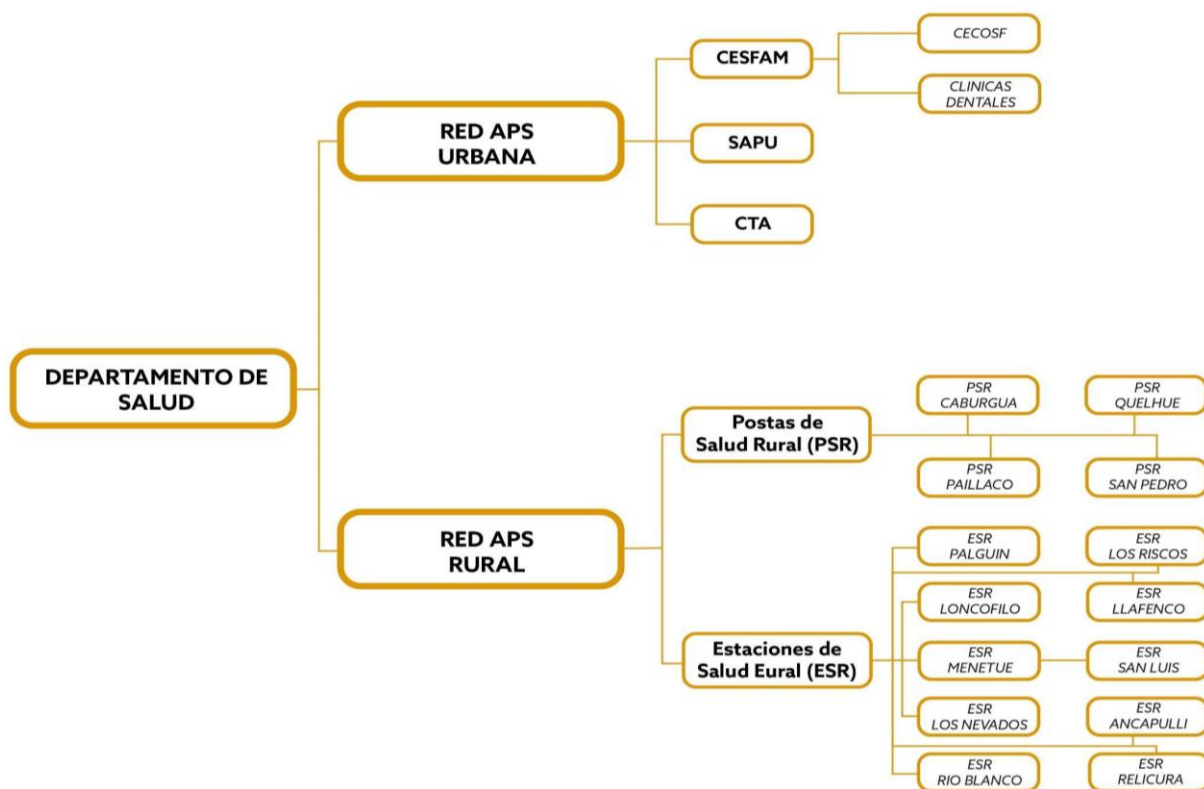 CECOSF
CESFAM
CLINICAS
DENTALES
RED APS
URBANA
SAPU
CTA
DEPARTAMENTO DE
SALUD
PSR
CABURGUA
PSR
QUELHUE
Postas de
Salud Rural (PSR)
PSR
PAILLACO
PSR
SAN PEDRO
RED APS
RURAL
ESR
PALGUIN
ESR
LOS RISCOS
ESR
LONCOFILO
ESR
LLAFENCO
Estaciones de
Salud Eural (ESR)
ESR
MENETUE
ESR
SAN LUIS
ESR
LOS NEVADOS
ESR
ANCAPULLI
ESR
RIO BLANCO
ESR
RELICURA